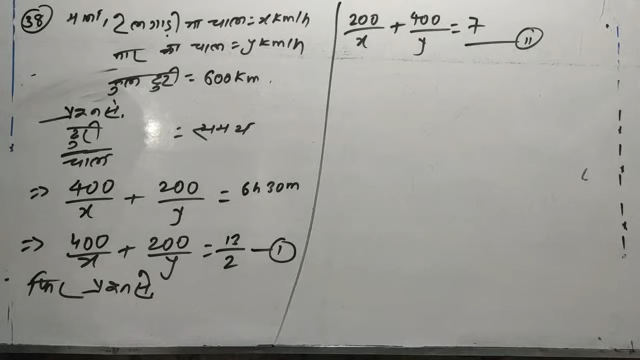 38 माना, रेलगाड़ी का चाल = x km/h
कार का चाल = y km/h
कुल दूरी = 600 km.
प्रश्न से,
दूरी/चाल = समय
=> 400/x + 200/y = 6h 30m
=> 400/x + 200/y = 13/2 — (i)
फिर प्रश्न से,
200/x + 400/y = 7 — (ii)